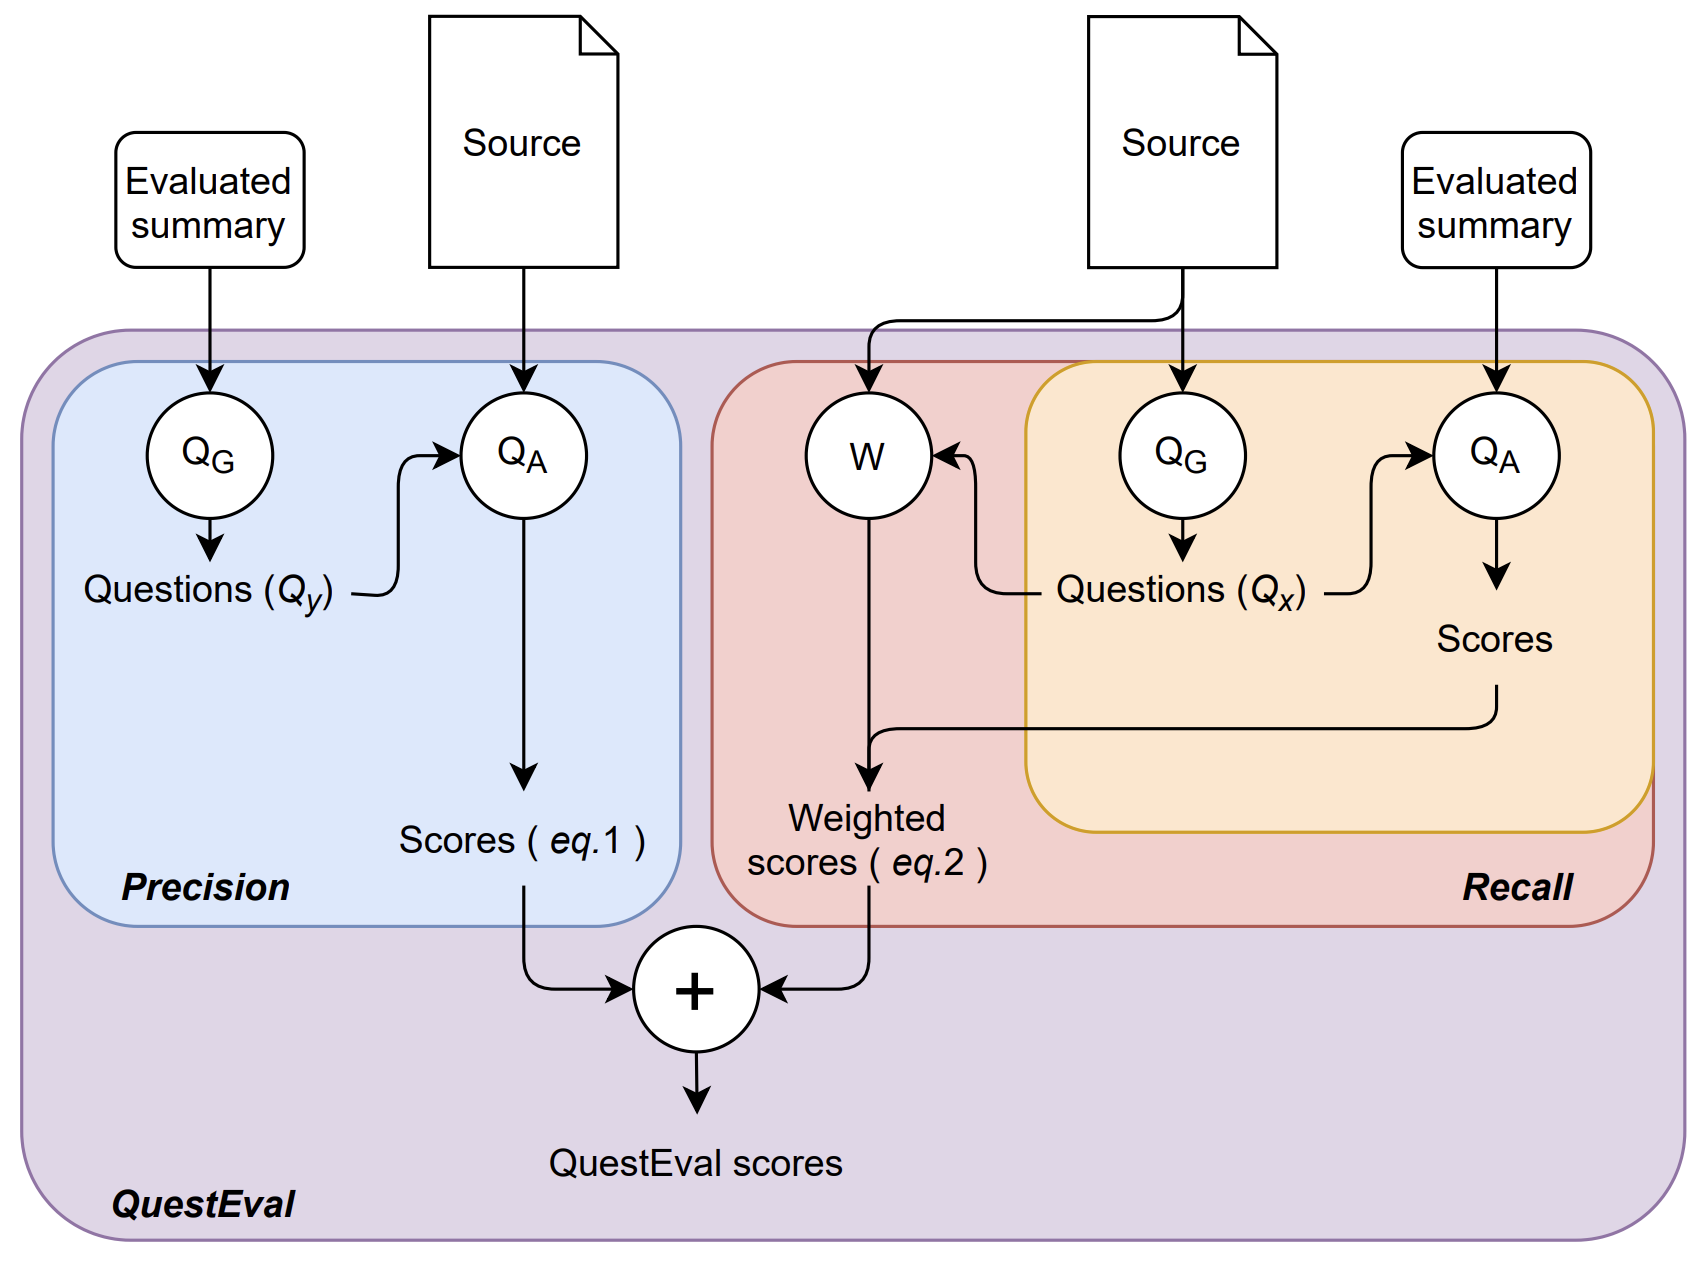 Source
Source
Evaluated
summary
Evaluated
summary
Q_G
Q_A
W
Q_G
Q_A
Questions (Q_y)
Questions (Q_x)
Scores
Scores ( eq.1 )
Weighted
scores ( eq.2 )
Precision
Recall
+
QuestEval scores
QuestEval